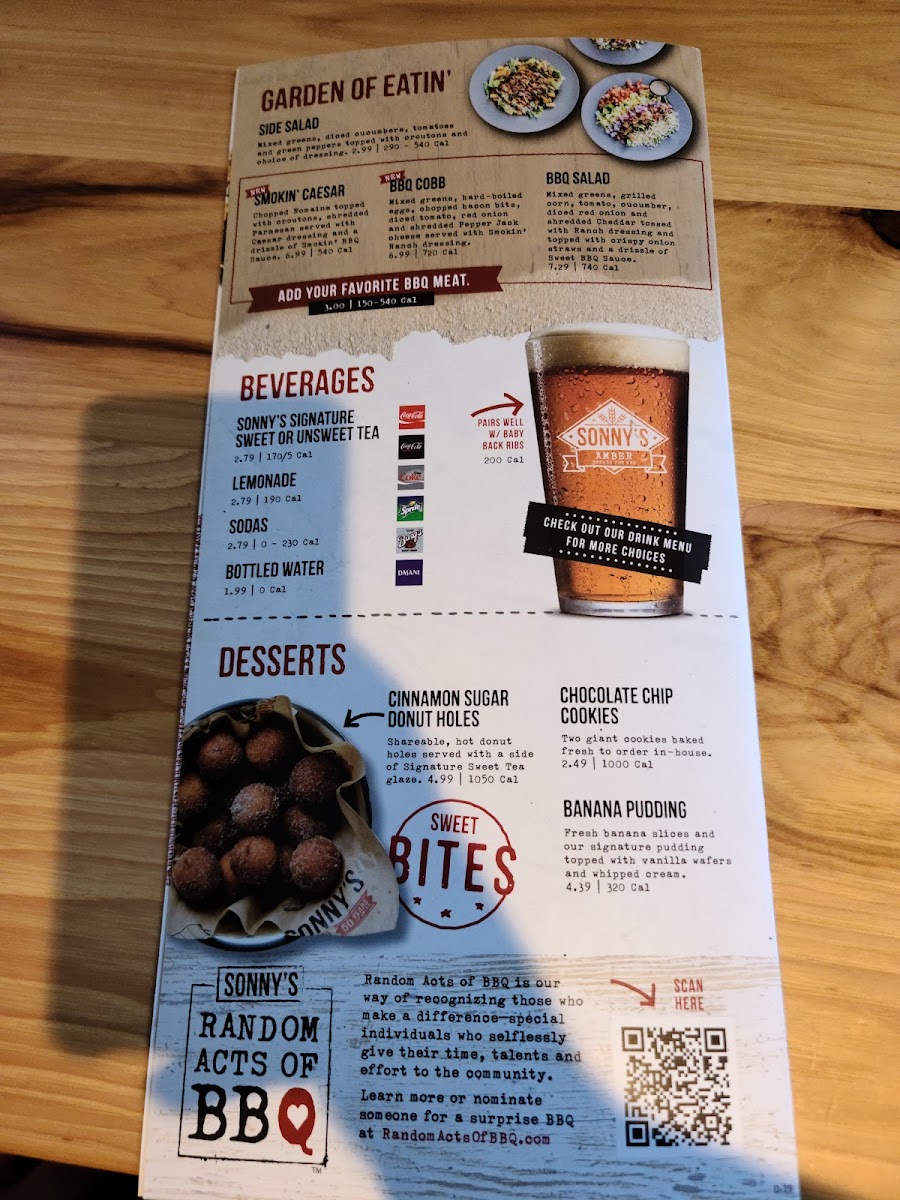 GARDEN OF EATIN'
SIDE SALAD
Mixed greens, diced cucumbers, tomatoes
and green peppers topped with croutons and
choice of dressing. 2.99 | 290 - 540 Cal
NEW
SMOKIN' CAESAR
Chopped Romaine topped
with croutons, shredded
Parmesan served with
Caesar dressing and a
drizzle of Smokin' BBQ
Sauce. 6.99 | 540 Cal
NEW
BBQ COBB
Mixed greens, hard-boiled
eggs, chopped bacon bits,
diced tomato, red onion
and shredded Pepper Jack
cheese served with Smokin'
Ranch dressing.
6.99 | 720 Cal
BBQ SALAD
Mixed greens, grilled
corn, tomato, cucumber,
diced red onion and
shredded Cheddar tossed
with Ranch dressing and
topped with crispy onion
straws and a drizzle of
Sweet BBQ Sauce.
7.29 | 740 Cal
ADD YOUR FAVORITE BBQ MEAT.
3.00 | 150-540 Cal
BEVERAGES
SONNY'S SIGNATURE
SWEET OR UNSWEET TEA
2.79 | 170/5 Cal
LEMONADE
2.79 | 190 Cal
SODAS
2.79 | 0 - 230 Cal
BOTTLED WATER
1.99 | 0 Cal
Coca-Cola
Coca-Cola
Coke
Sprite
Barq's
DASANI
PAIRS WELL
W/ BABY
BACK RIBS
200 Cal
SONNY'S
AMBER
CHECK OUT OUR DRINK MENU
FOR MORE CHOICES
DESSERTS
CINNAMON SUGAR
DONUT HOLES
Shareable, hot donut
holes served with a side
of Signature Sweet Tea
glaze. 4.99 | 1050 Cal
CHOCOLATE CHIP
COOKIES
Two giant cookies baked
fresh to order in-house.
2.49 | 1000 Cal
BANANA PUDDING
Fresh banana slices and
our signature pudding
topped with vanilla wafers
and whipped cream.
4.39 | 320 Cal
SWEET
BITES
SONNY'S
SONNY'S
RANDOM
ACTS OF
BBQ
TM
Random Acts of BBQ is our
way of recognizing those who
make a difference-special
individuals who selflessly
give their time, talents and
effort to the community.
Learn more or nominate
someone for a surprise BBQ
at RandomActsOfBBQ.com
SCAN
HERE